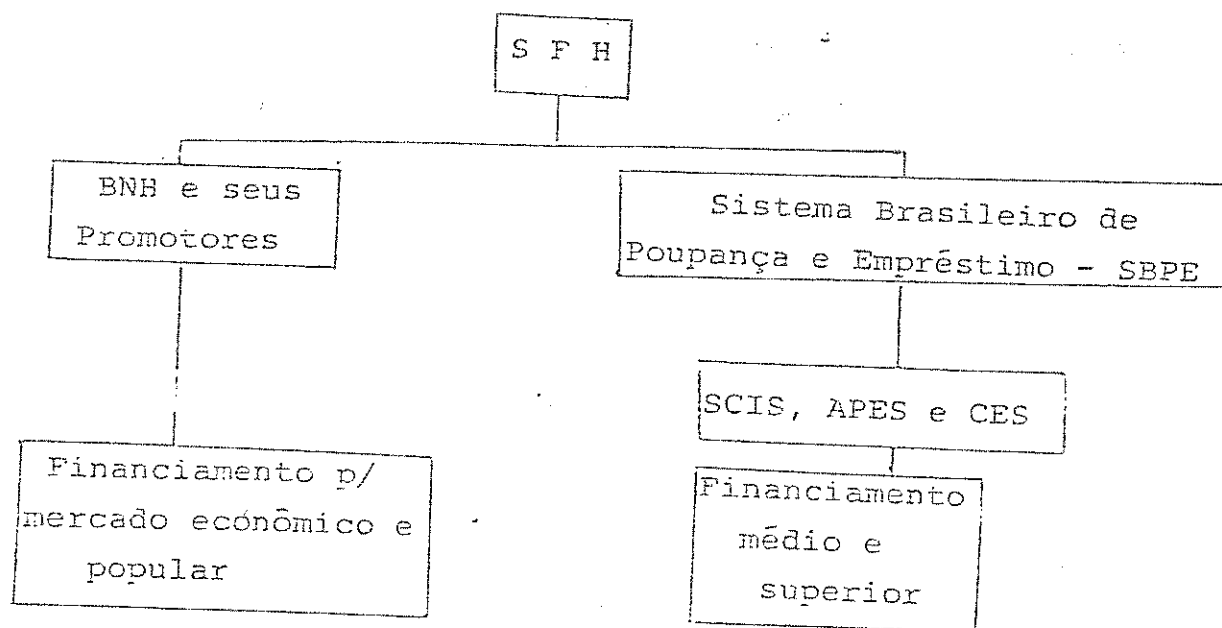 S F H
BNH e seus
Promotores
Sistema Brasileiro de
Poupança e Empréstimo - SBPE
SCIS, APES e CES
Financiamento p/
mercado econômico e
popular
Financiamento
médio e
superior